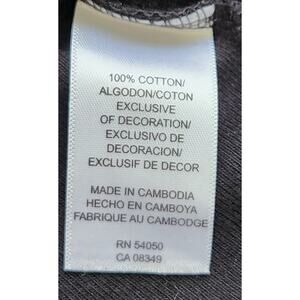 100% COTTON/
ALGODON/COTON
EXCLUSIVE
OF DECORATION/
EXCLUSIVO DE
DECORACION/
EXCLUSIF DE DECOR
MADE IN CAMBODIA
HECHO EN CAMBOYA
FABRIQUE AU CAMBODGE
RN 54050
CA 08349